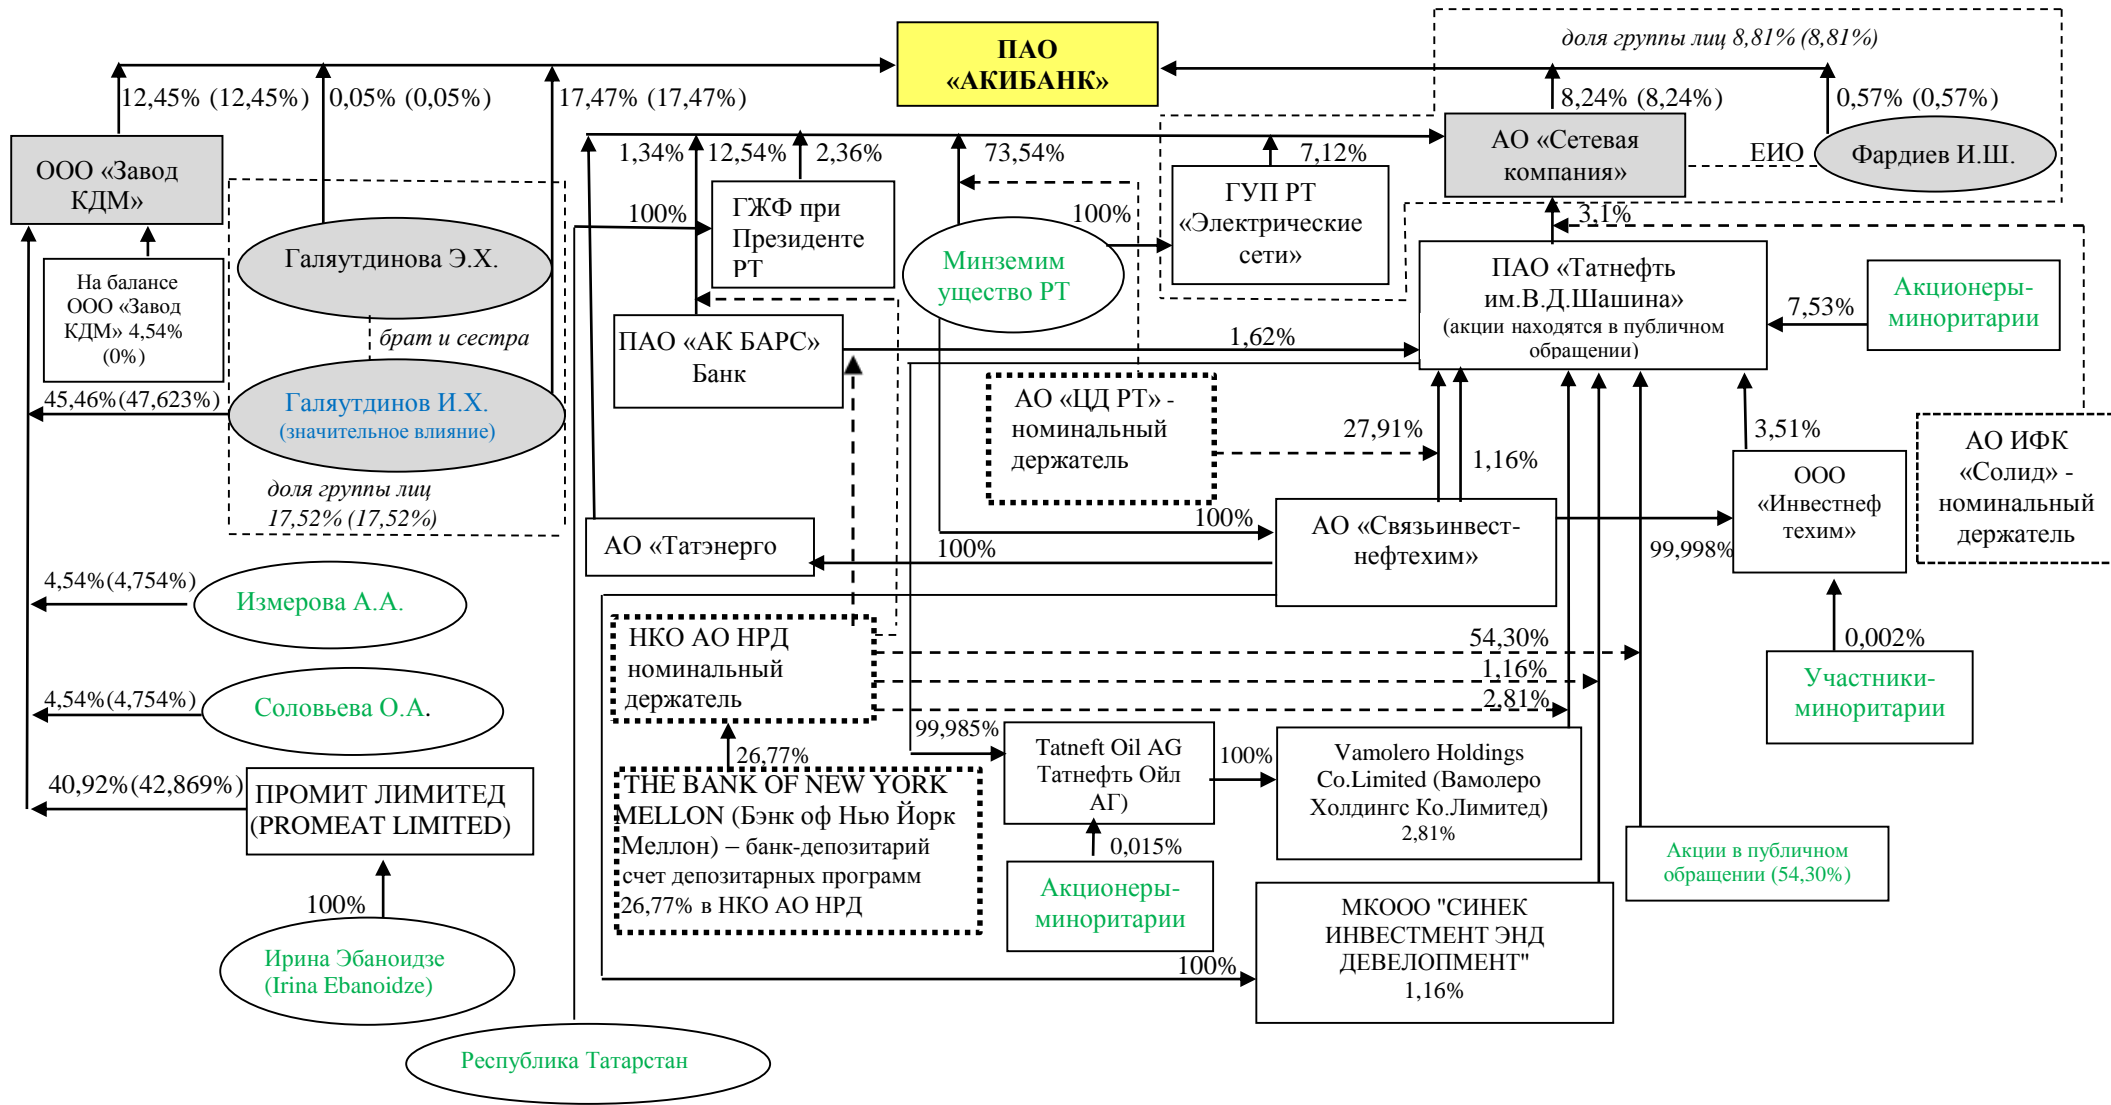 ПАО
«АКИБАНК»
доля группы лиц 8,81% (8,81%)
12,45% (12,45%)
0,05% (0,05%)
17,47% (17,47%)
8,24% (8,24%)
0,57% (0,57%)
ООО «Завод
КДМ»
1,34%
12,54%
2,36%
73,54%
7,12%
АО «Сетевая
компания»
ЕИО
Фардиев И.Ш.
100%
ГЖФ при
Президенте
РТ
100%
ГУП РТ
«Электрические
сети»
3,1%
Галяутдинова Э.Х.
Минземим
ущество РТ
На балансе
ООО «Завод
КДМ» 4,54%
(0%)
ПАО «Татнефть
им.В.Д.Шашина»
(акции находятся в публичном
обращении)
7,53%
Акционеры-
миноритарии
брат и сестра
ПАО «АК БАРС»
Банк
1,62%
45,46%(47,623%)
Галяутдинов И.Х.
(значительное влияние)
АО «ЦД РТ» -
номинальный
держатель
27,91%
1,16%
3,51%
АО ИФК
«Солид» -
номинальный
держатель
доля группы лиц
17,52% (17,52%)
ООО
«Инвестнеф
техим»
99,998%
АО «Татэнерго
100%
100%
АО «Связьинвест-
нефтехим»
4,54%(4,754%)
Измерова А.А.
НКО АО НРД
номинальный
держатель
54,30%
1,16%
2,81%
0,002%
Участники-
миноритарии
4,54%(4,754%)
Соловьева О.А.
26,77%
99,985%
Tatneft Oil AG
Татнефть Ойл
АГ)
100%
Vamolero Holdings
Co.Limited (Вамолеро
Холдингс Ко.Лимитед)
2,81%
40,92%(42,869%)
ПРОМИТ ЛИМИТЕД
(PROMEAT LIMITED)
THE BANK OF NEW YORK
MELLON (Бэнк оф Нью Йорк
Меллон) – банк-депозитарий
счет депозитарных программ
26,77% в НКО АО НРД
0,015%
Акционеры-
миноритарии
Акции в публичном
обращении (54,30%)
100%
Ирина Эбаноидзе
(Irina Ebanoidze)
100%
МКООО "СИНЕК
ИНВЕСТМЕНТ ЭНД
ДЕВЕЛОПМЕНТ"
1,16%
Республика Татарстан